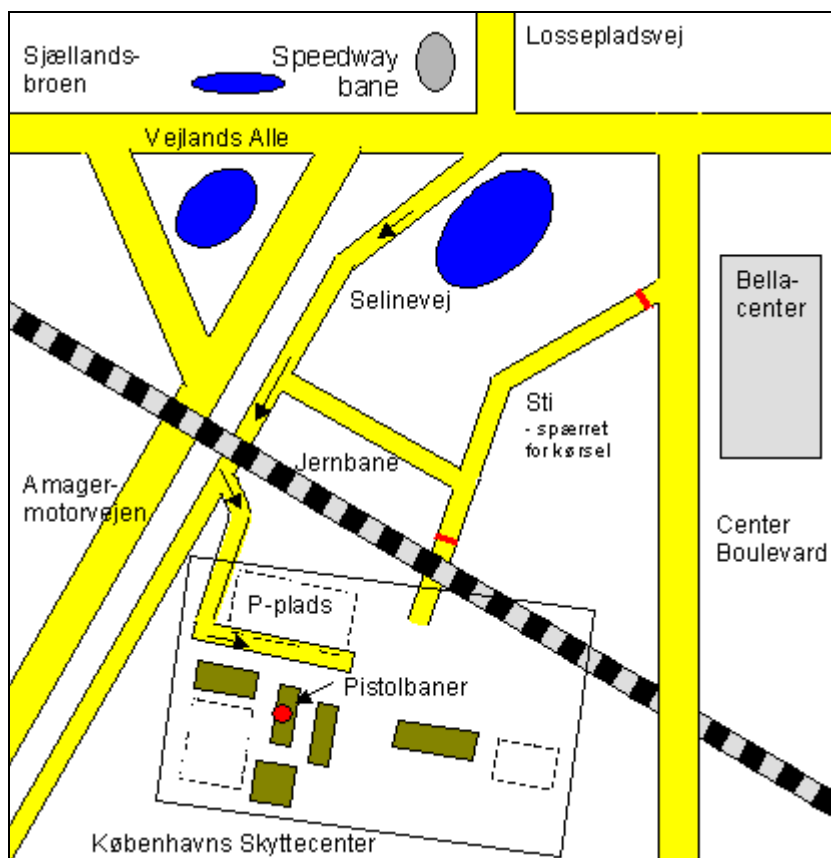 Lossepladsvej
Sjællands-
broen
Speedway
bane
Vejlands Alle
Selinevej
Bella-
center
Sti
- spærret
for kørsel
Jernbane
Amager-
motorvejen
Center
Boulevard
P-plads
Pistolbaner
Københavns Skyttecenter